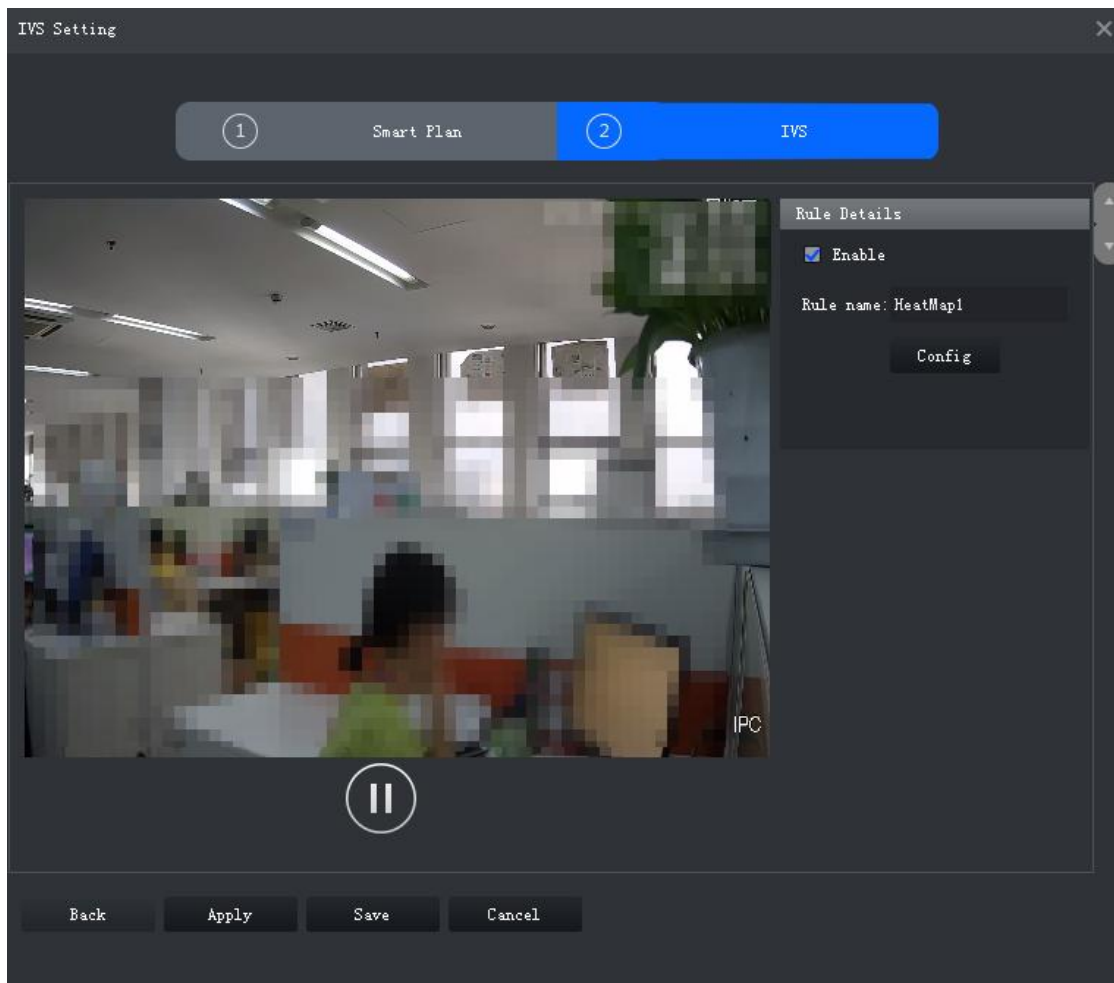 IVS Setting
1 Smart Plan 2 IVS
Rule Details
Enable
Rule name: HeatMap1
Config
IPC
Back Apply Save Cancel